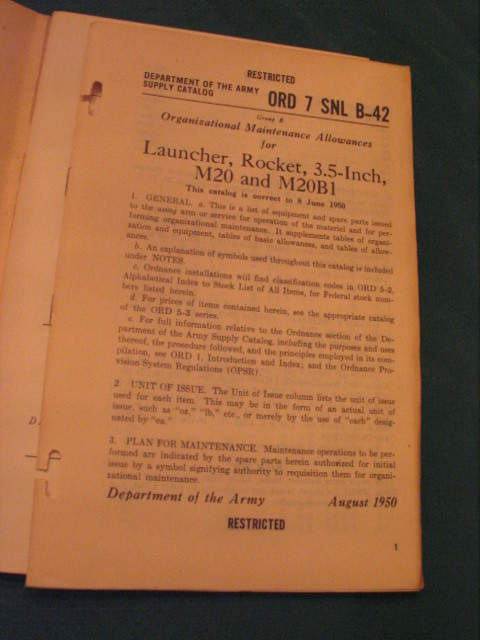 RESTRICTED
DEPARTMENT OF THE ARMY
SUPPLY CATALOG
ORD 7 SNL B-42
Group B
Organizational Maintenance Allowances
for
Launcher, Rocket, 3.5-Inch,
M20 and M20B1
This catalog is correct to 8 June 1950
1. GENERAL. a. This is a list of equipment and spare parts issued
to the using arm or service for operation of the materiel and for per-
forming organizational maintenance. It supplements tables of organi-
zation and equipment, tables of basic allowances, and tables of allow-
ances.
b. An explanation of symbols used throughout this catalog is included
under NOTES.
c. Ordnance installations will find classification codes in ORD 5-2,
Alphabetical Index to Stock List of All Items, for Federal stock num-
bers listed herein.
d. For prices of items contained herein, see the appropriate catalog
of the ORD 5-3 series.
e. For full information relative to the Ordnance section of the De-
partment of the Army Supply Catalog, including the purposes and uses
thereof, the procedure followed, and the principles employed in its com-
pilation, see ORD 1, Introduction and Index; and the Ordnance Pro-
vision System Regulations (OPSR).
2. UNIT OF ISSUE. The Unit of Issue column lists the unit of issue
used for each item. This may be in the form of an actual unit of
issue, such as "oz," "lb," etc., or merely by the use of "each" desig-
nated by "ea."
3. PLAN FOR MAINTENANCE. Maintenance operations to be per-
formed are indicated by the spare parts herein authorized for initial
issue by a symbol signifying authority to requisition them for organi-
zational maintenance.
Department of the Army August 1950
RESTRICTED
1
D.